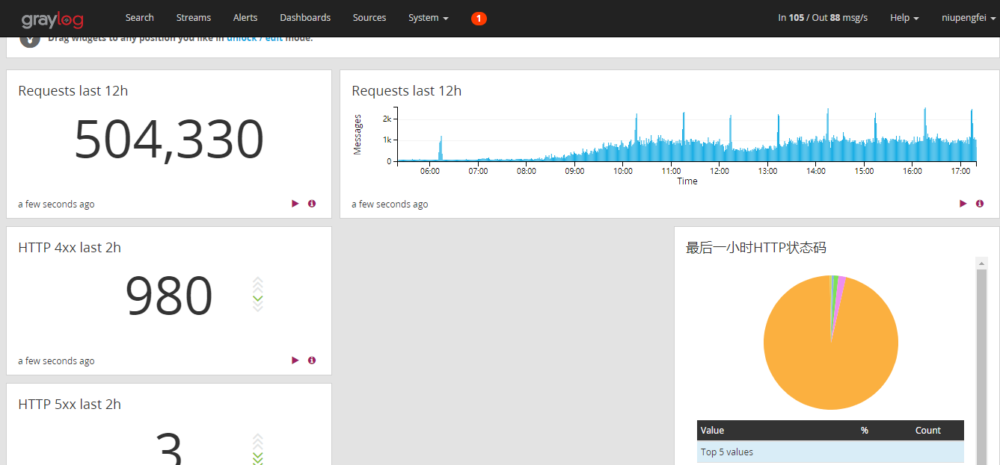 graylog Search Streams Alerts Dashboards Sources System 1 In 105 / Out 88 msg/s Help niupengfei
Drag widgets to any position you like in unlock / edit mode.
Requests last 12h
504,330
a few seconds ago
Requests last 12h
Messages
2k
1k
0
06:00 07:00 08:00 09:00 10:00 11:00 12:00 13:00 14:00 15:00 16:00 17:00
Time
a few seconds ago
HTTP 4xx last 2h
980
a few seconds ago
最后一小时HTTP状态码
Value % Count
Top 5 values
HTTP 5xx last 2h
3